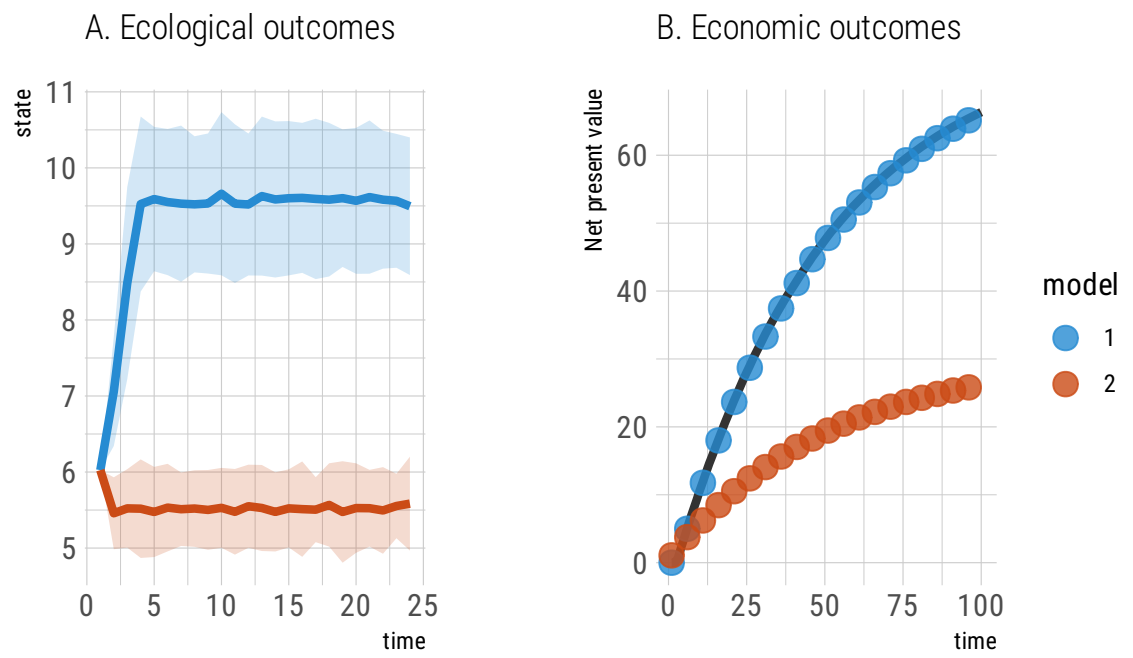 A. Ecological outcomes
state
11
10
9
8
7
6
5
0 5 10 15 20 25
time
B. Economic outcomes
Net present value
60
40
20
0
0 25 50 75 100
time
model
1
2